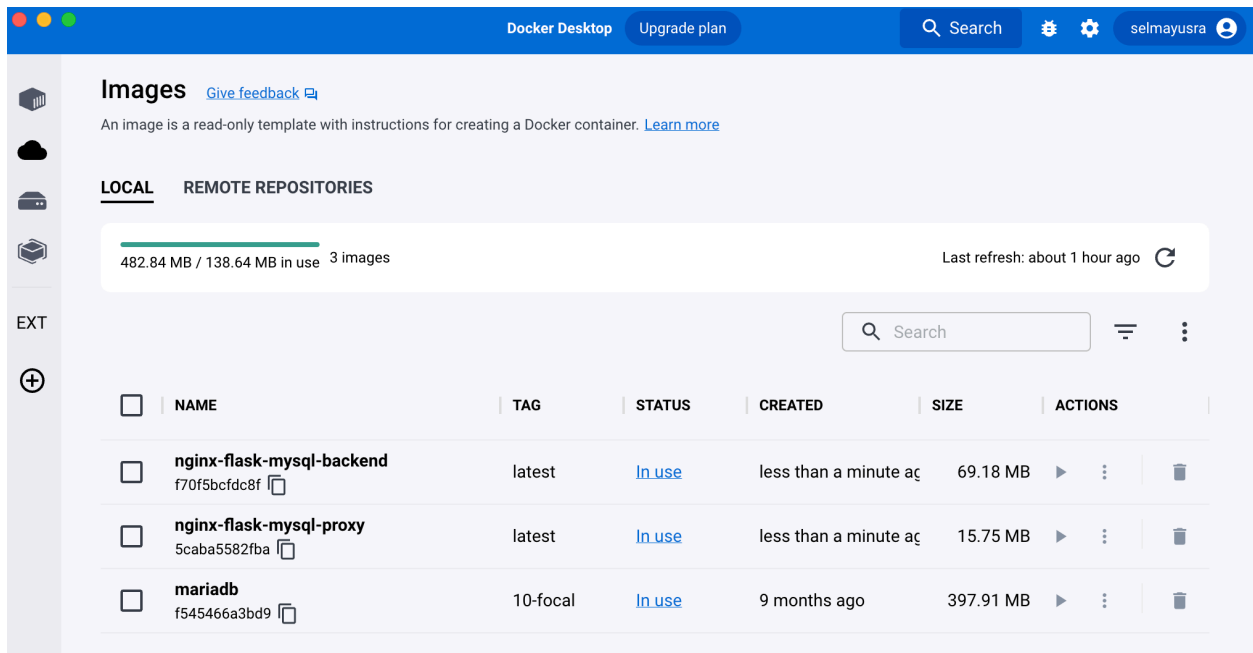 Docker Desktop Upgrade plan Search selmayusra
Images Give feedback
An image is a read-only template with instructions for creating a Docker container. Learn more
LOCAL REMOTE REPOSITORIES
482.84 MB / 138.64 MB in use 3 images Last refresh: about 1 hour ago
EXT
Search
NAME TAG STATUS CREATED SIZE ACTIONS
nginx-flask-mysql-backend
f70f5bcfdc8f latest In use less than a minute ag 69.18 MB
nginx-flask-mysql-proxy
5caba5582fba latest In use less than a minute ag 15.75 MB
mariadb
f545466a3bd9 10-focal In use 9 months ago 397.91 MB